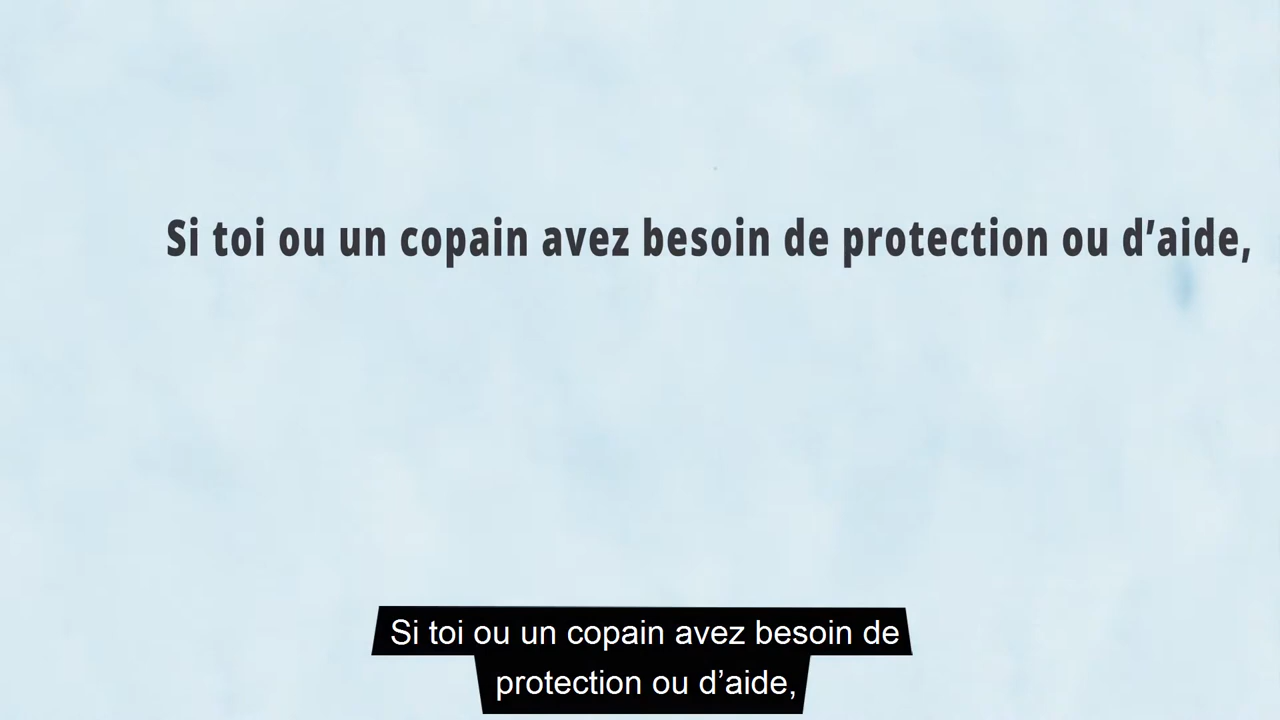 Si toi ou un copain avez besoin de protection ou d’aide,
Si toi ou un copain avez besoin de
protection ou d’aide,